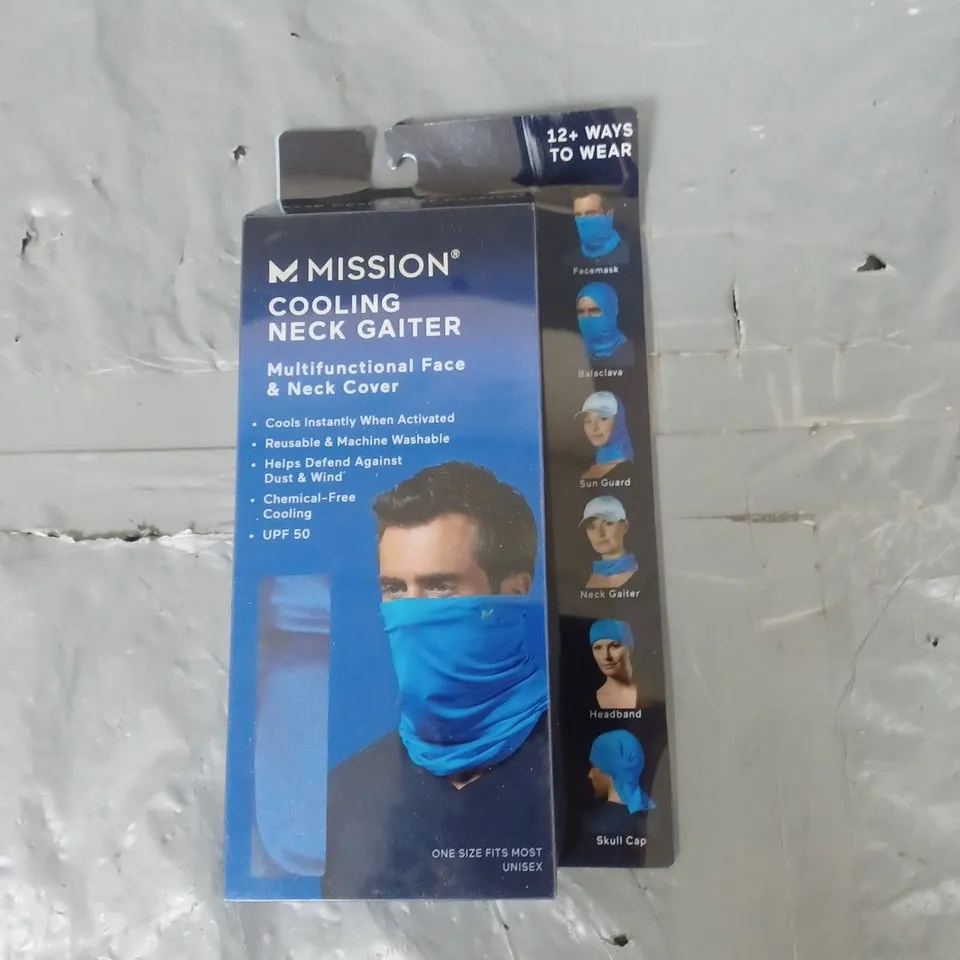 MISSION®
COOLING
NECK GAITER
Multifunctional Face
& Neck Cover
• Cools Instantly When Activated
• Reusable & Machine Washable
• Helps Defend Against
Dust & Wind
• Chemical-Free
Cooling
• UPF 50
ONE SIZE FITS MOST
UNISEX
12+ WAYS
TO WEAR
Facemask
Balaclava
Sun Guard
Neck Gaiter
Headband
Skull Cap